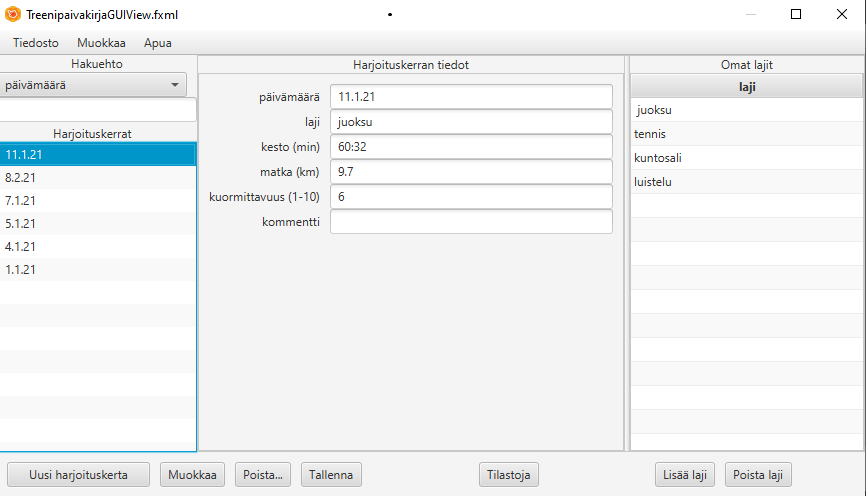 TreenipaivakirjaGUIView.fxml
Tiedosto Muokkaa Apua
Hakuehto
päivämäärä
Harjoituskerrat
11.1.21
8.2.21
7.1.21
5.1.21
4.1.21
1.1.21
Harjoituskerran tiedot
päivämäärä 11.1.21
laji juoksu
kesto (min) 60:32
matka (km) 9.7
kuormittavuus (1-10) 6
kommentti
Omat lajit
laji
juoksu
tennis
kuntosali
luistelu
Uusi harjoituskerta Muokkaa Poista... Tallenna Tilastoja Lisää laji Poista laji